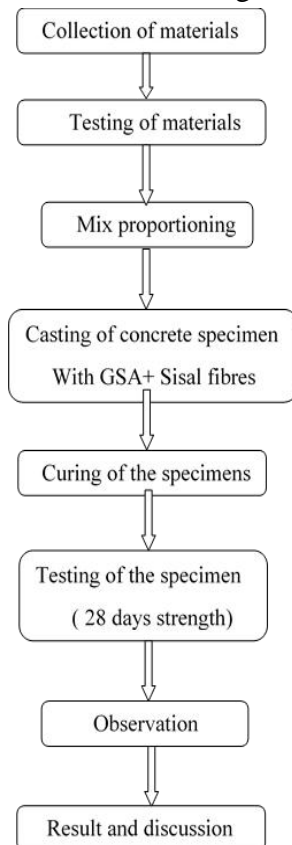 Collection of materials
Testing of materials
Mix proportioning
Casting of concrete specimen
With GSA+ Sisal fibres
Curing of the specimens
Testing of the specimen
( 28 days strength)
Observation
Result and discussion